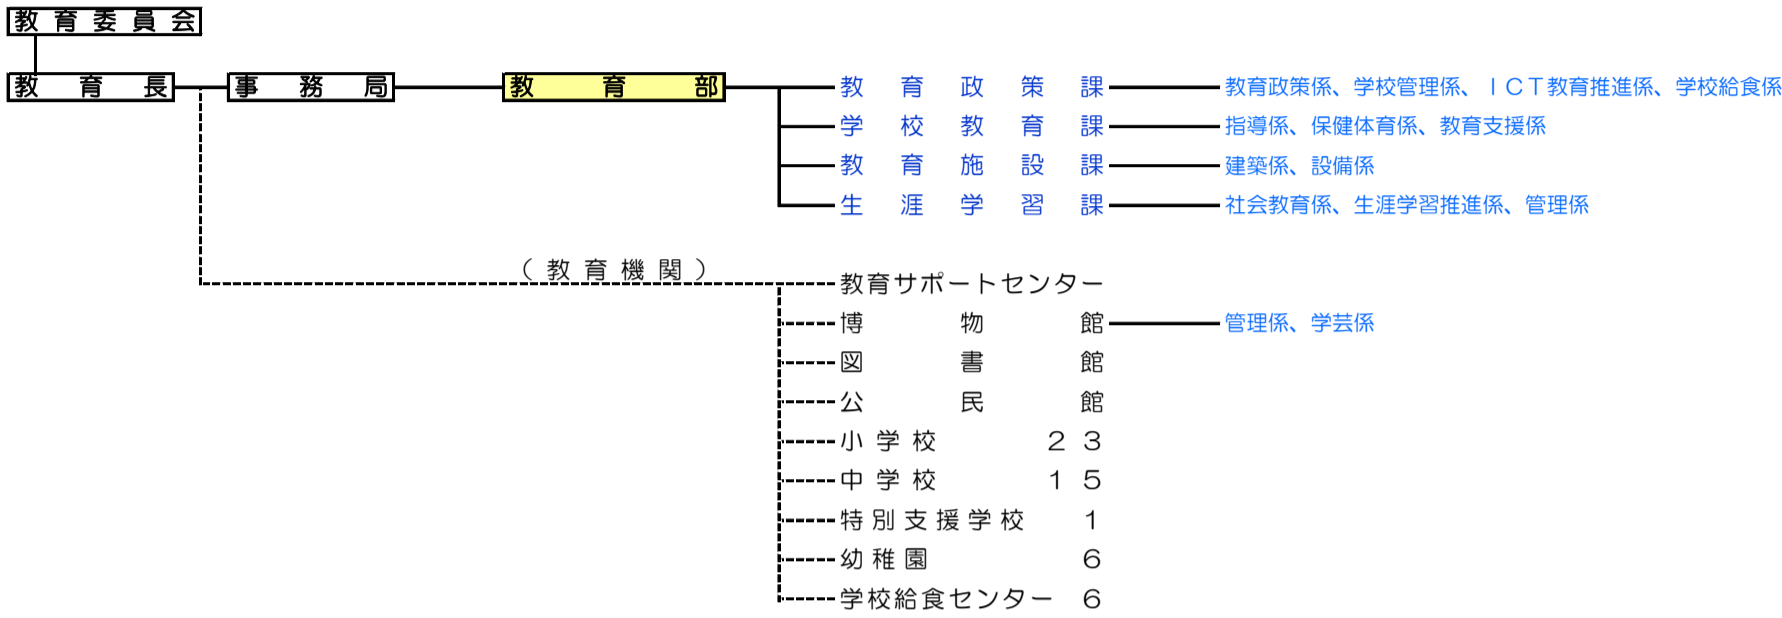 教育委員会
教育長 事務局 教育部 教育政策課 教育政策係、学校管理係、ＩＣＴ教育推進係、学校給食係
学校教育課 指導係、保健体育係、教育支援係
教育施設課 建築係、設備係
生涯学習課 社会教育係、生涯学習推進係、管理係
（教育機関）
教育サポートセンター
博物館 管理係、学芸係
図書館
公民館
小学校 ２３
中学校 １５
特別支援学校 １
幼稚園 ６
学校給食センター ６